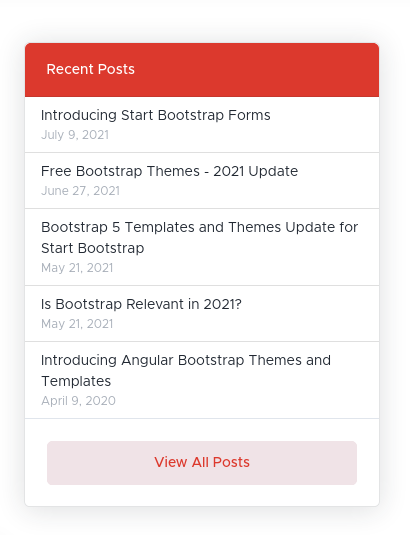 Recent Posts
Introducing Start Bootstrap Forms
July 9, 2021
Free Bootstrap Themes - 2021 Update
June 27, 2021
Bootstrap 5 Templates and Themes Update for
Start Bootstrap
May 21, 2021
Is Bootstrap Relevant in 2021?
May 21, 2021
Introducing Angular Bootstrap Themes and
Templates
April 9, 2020
View All Posts